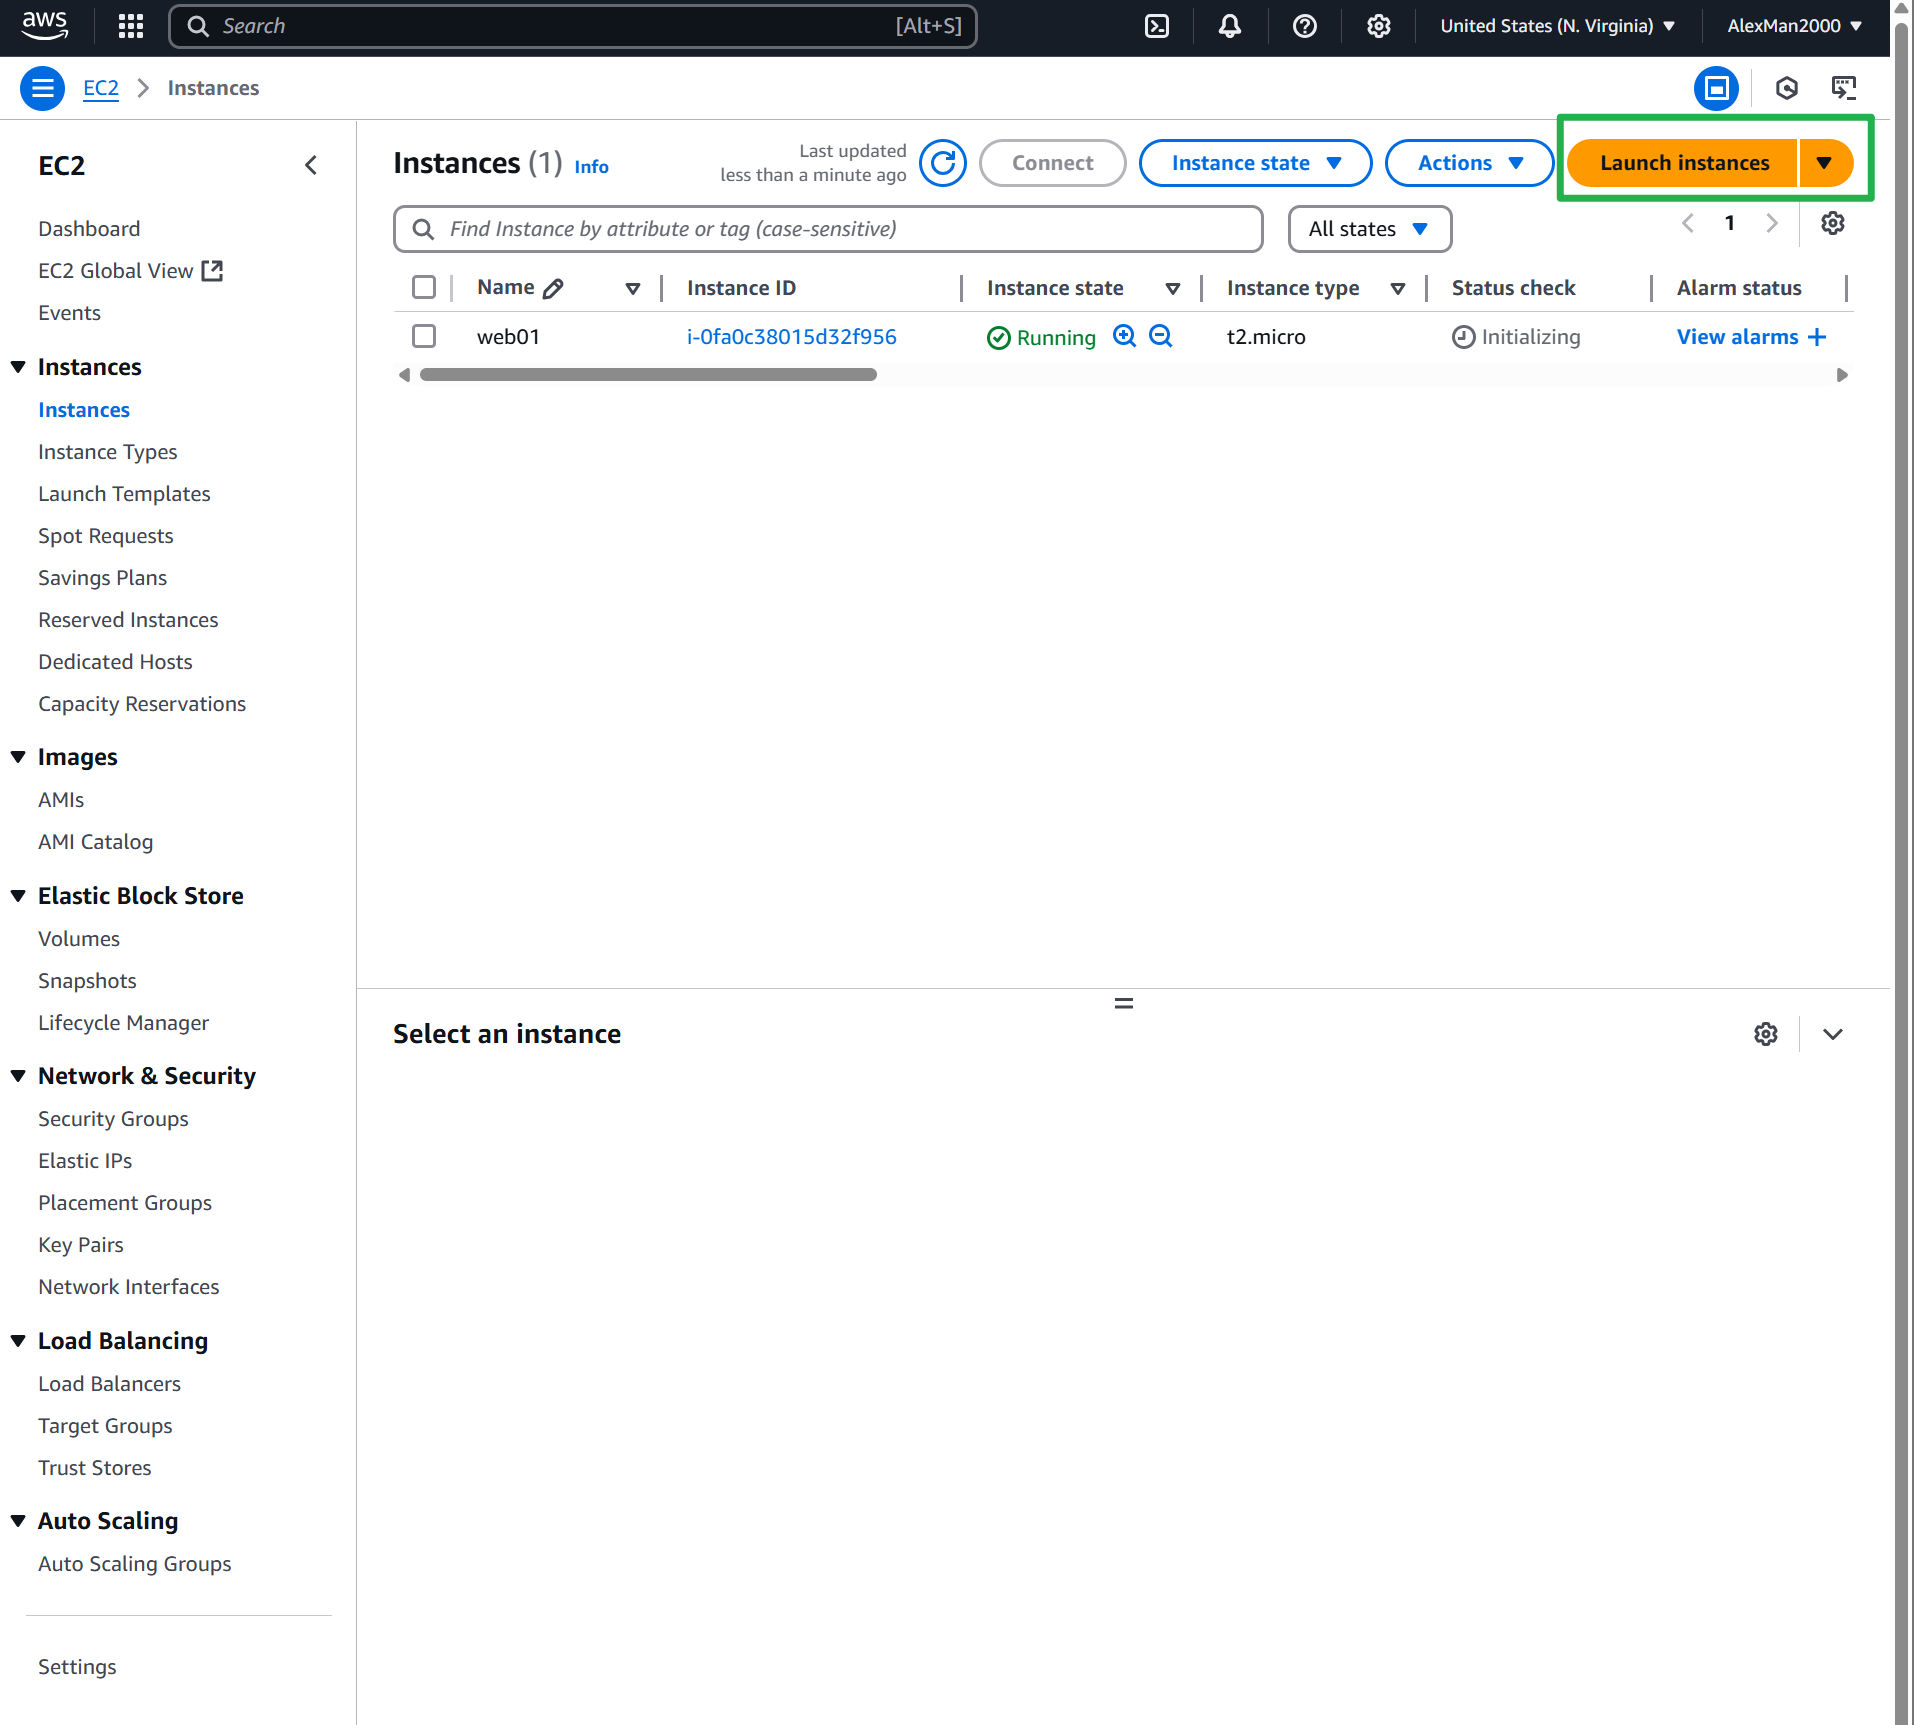 aws
Search [Alt+S]
United States (N. Virginia)
AlexMan2000
EC2 Instances
EC2
Dashboard
EC2 Global View
Events
Instances
Instances
Instance Types
Launch Templates
Spot Requests
Savings Plans
Reserved Instances
Dedicated Hosts
Capacity Reservations
Images
AMIs
AMI Catalog
Elastic Block Store
Volumes
Snapshots
Lifecycle Manager
Network & Security
Security Groups
Elastic IPs
Placement Groups
Key Pairs
Network Interfaces
Load Balancing
Load Balancers
Target Groups
Trust Stores
Auto Scaling
Auto Scaling Groups
Settings
Instances (1) Info
Last updated
less than a minute ago
Connect
Instance state
Actions
Launch instances
Find Instance by attribute or tag (case-sensitive)
All states
1
Name Instance ID Instance state Instance type Status check Alarm status
web01 i-0fa0c38015d32f956 Running t2.micro Initializing View alarms +
Select an instance